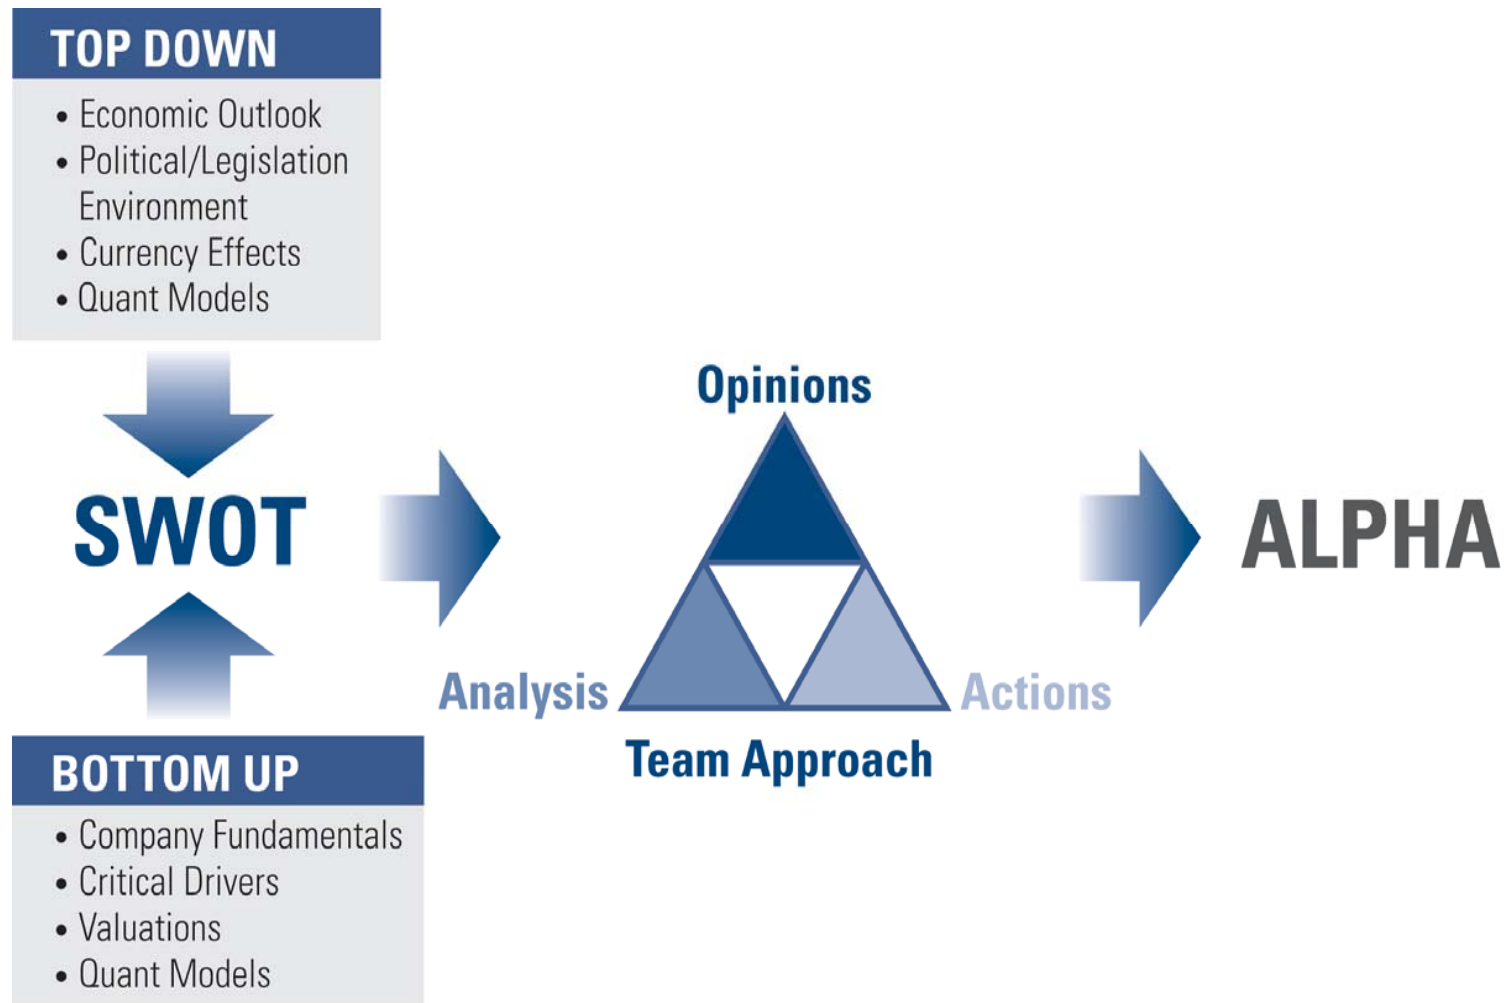 TOP DOWN
• Economic Outlook
• Political/Legislation
Environment
• Currency Effects
• Quant Models
SWOT
BOTTOM UP
• Company Fundamentals
• Critical Drivers
• Valuations
• Quant Models
Opinions
Analysis
Actions
Team Approach
ALPHA